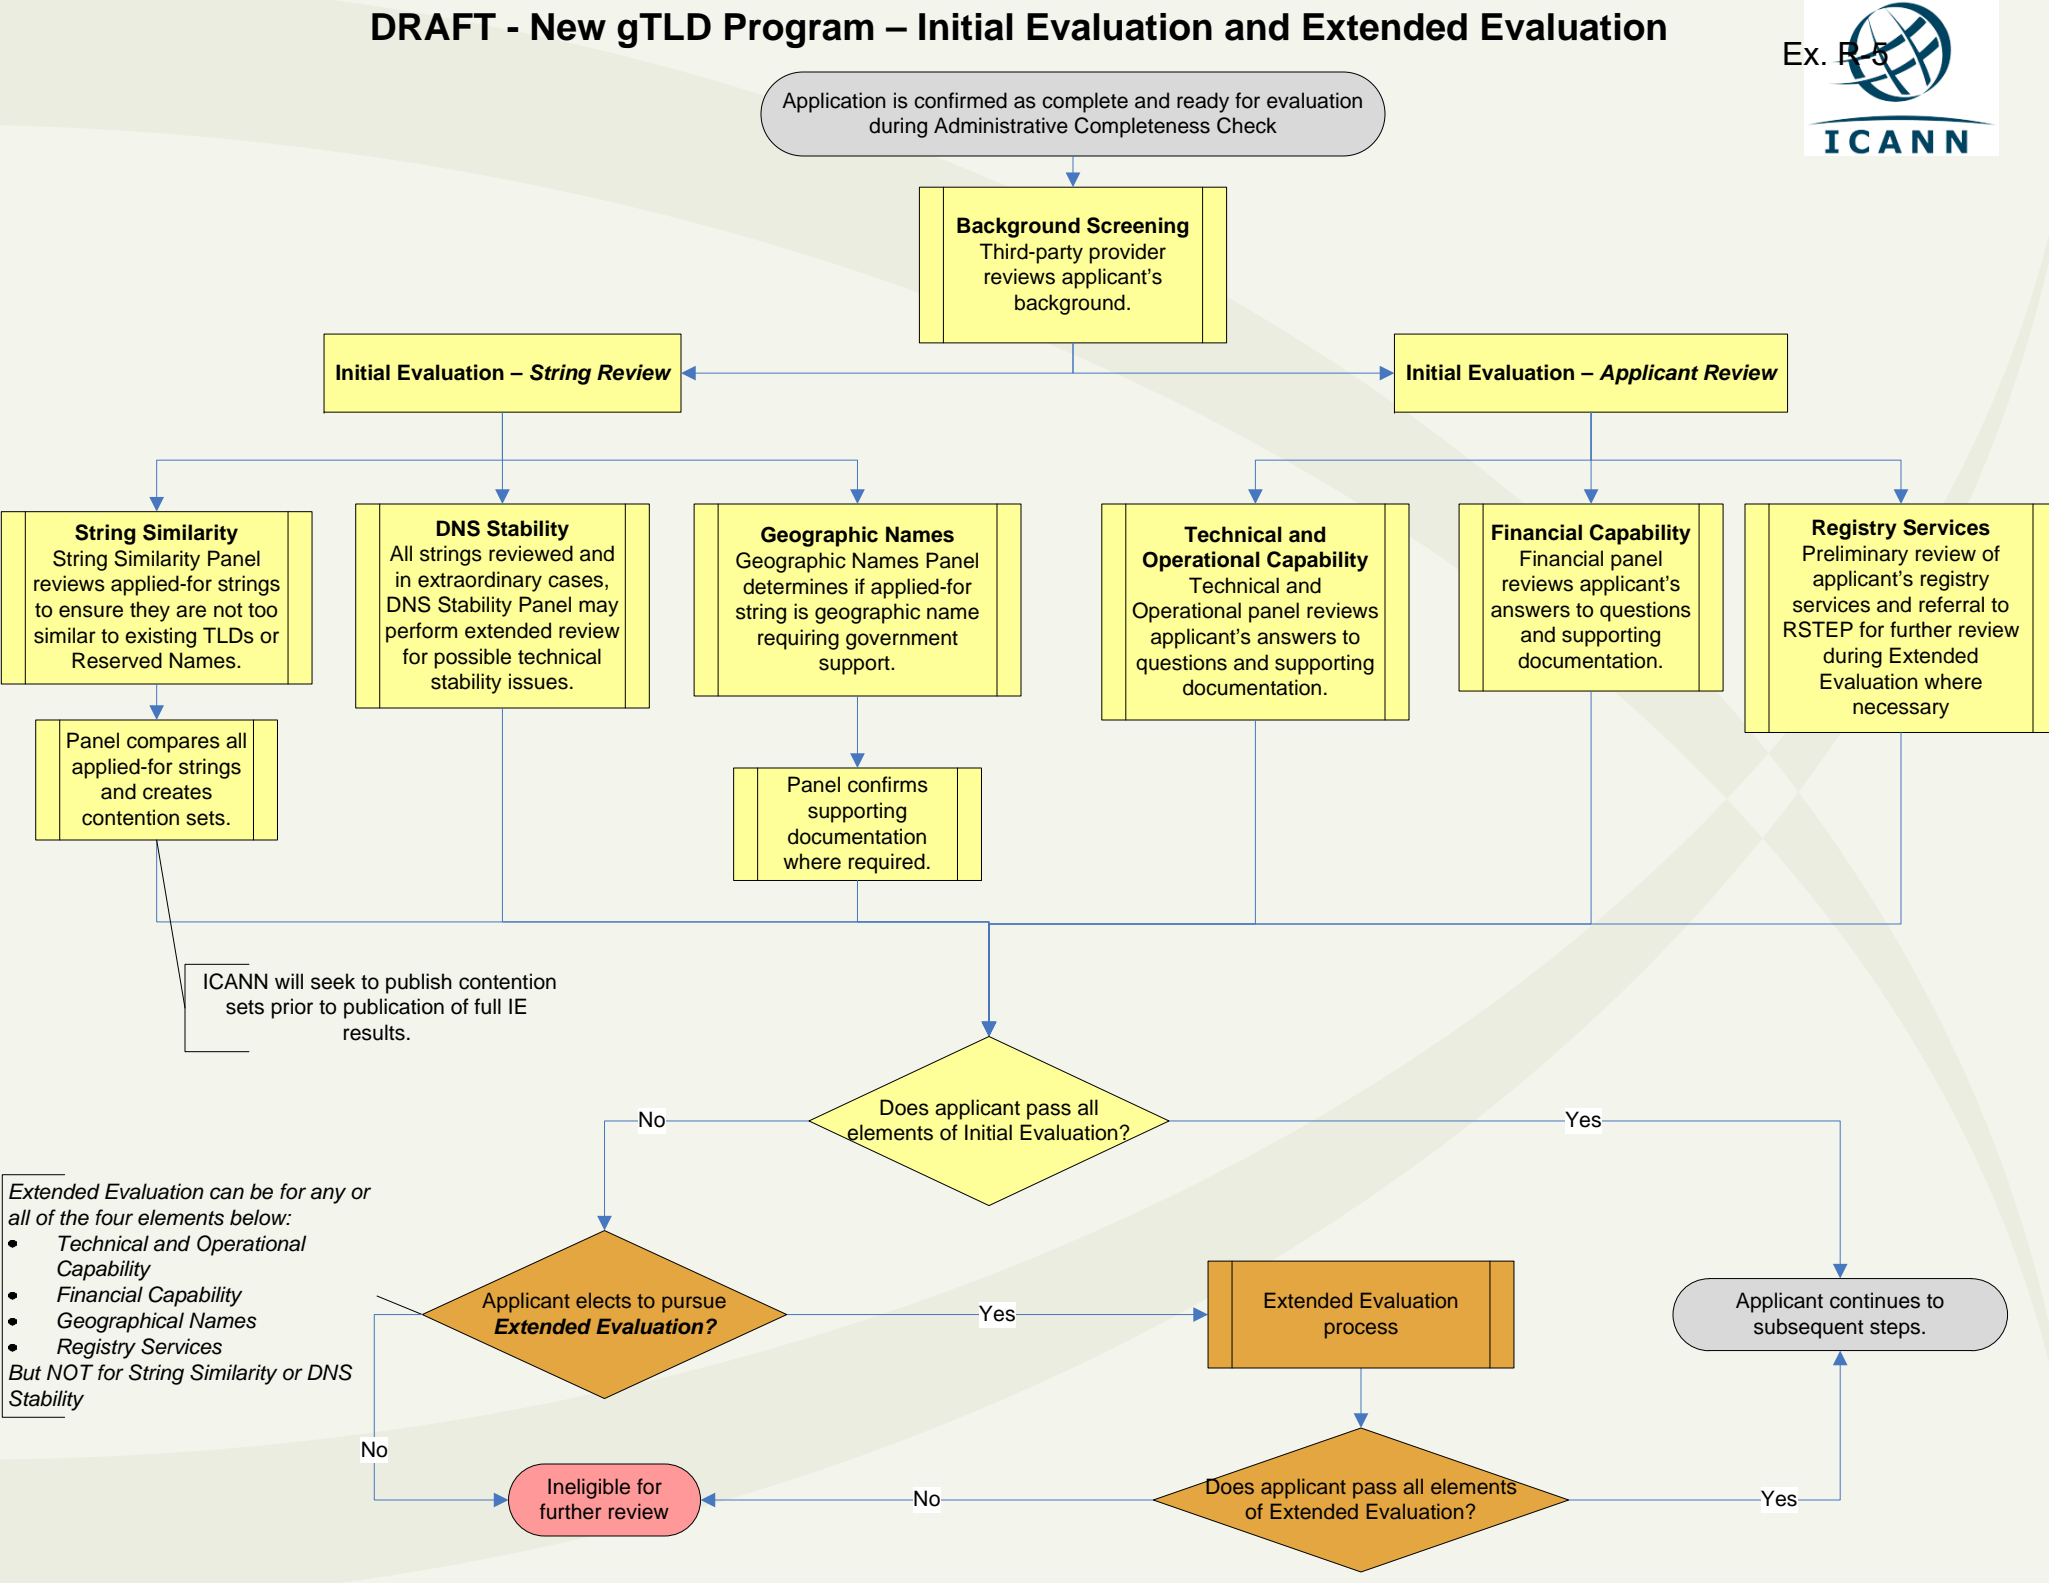 DRAFT - New gTLD Program – Initial Evaluation and Extended Evaluation
Ex. R-5
ICANN
Application is confirmed as complete and ready for evaluation
during Administrative Completeness Check
Background Screening
Third-party provider
reviews applicant’s
background.
Initial Evaluation – String Review
Initial Evaluation – Applicant Review
String Similarity
String Similarity Panel
reviews applied-for strings
to ensure they are not too
similar to existing TLDs or
Reserved Names.
DNS Stability
All strings reviewed and
in extraordinary cases,
DNS Stability Panel may
perform extended review
for possible technical
stability issues.
Geographic Names
Geographic Names Panel
determines if applied-for
string is geographic name
requiring government
support.
Technical and
Operational Capability
Technical and
Operational panel reviews
applicant’s answers to
questions and supporting
documentation.
Financial Capability
Financial panel
reviews applicant’s
answers to questions
and supporting
documentation.
Registry Services
Preliminary review of
applicant’s registry
services and referral to
RSTEP for further review
during Extended
Evaluation where
necessary
Panel compares all
applied-for strings
and creates
contention sets.
Panel confirms
supporting
documentation
where required.
ICANN will seek to publish contention
sets prior to publication of full IE
results.
Does applicant pass all
elements of Initial Evaluation?
No
Yes
Extended Evaluation can be for any or
all of the four elements below:
• Technical and Operational
Capability
• Financial Capability
• Geographical Names
• Registry Services
But NOT for String Similarity or DNS
Stability
Applicant elects to pursue
Extended Evaluation?
Yes
Extended Evaluation
process
Applicant continues to
subsequent steps.
No
Ineligible for
further review
No
Does applicant pass all elements
of Extended Evaluation?
Yes